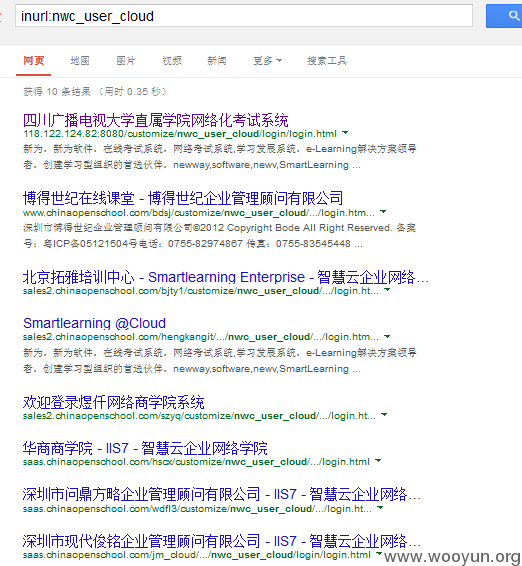 inurl:nwc_user_cloud
网页 地图 图片 视频 新闻 更多 搜索工具
获得 10 条结果 （用时 0.35 秒）
四川广播电视大学直属学院网络化考试系统
118.122.124.82:8080/customize/nwc_user_cloud/login/login.html
新为，新为软件，在线考试系统，网络考试系统,学习发展系统，e-Learning解决方案领导
者，创建学习型组织的首选伙伴，newway,software,newv,SmartLearning ...
博得世纪在线课堂 - 博得世纪企业管理顾问有限公司
www.chinaopenschool.com/bdsj/customize/nwc_user_cloud/.../login.htm...
深圳市博得世纪企业管理顾问有限公司©2012 Copyright Bode All Right Reserved. 备案
号：粤ICP备05121504号电话：0755-82974867 传真：0755-83545448 ...
北京拓雅培训中心 - Smartlearning Enterprise - 智慧云企业网络...
sales2.chinaopenschool.com/bjty1/customize/nwc_user_cloud/.../login.ht...
Smartlearning @Cloud
sales2.chinaopenschool.com/hengkangit/.../nwc_user_cloud/.../login.ht...
新为，新为软件，在线考试系统，网络考试系统,学习发展系统，e-Learning解决方案领导
者，创建学习型组织的首选伙伴，newway,software,newv,SmartLearning ...
欢迎登录煜仟网络商学院系统
sales2.chinaopenschool.com/szyq/customize/nwc_user_cloud/.../login.ht...
华商商学院 - IIS7 - 智慧云企业网络学院
saas.chinaopenschool.com/hscx/customize/nwc_user_cloud/.../login.html
深圳市问鼎方略企业管理顾问有限公司 - IIS7 - 智慧云企业网络...
saas.chinaopenschool.com/wdfl3/customize/nwc_user_cloud/.../login.ht...
深圳市现代俊铭企业管理顾问有限公司 - IIS7 - 智慧云企业网络...
saas.chinaopenschool.com/jm_cloud/.../nwc_user_cloud/login/login.html
www.wooyun.org